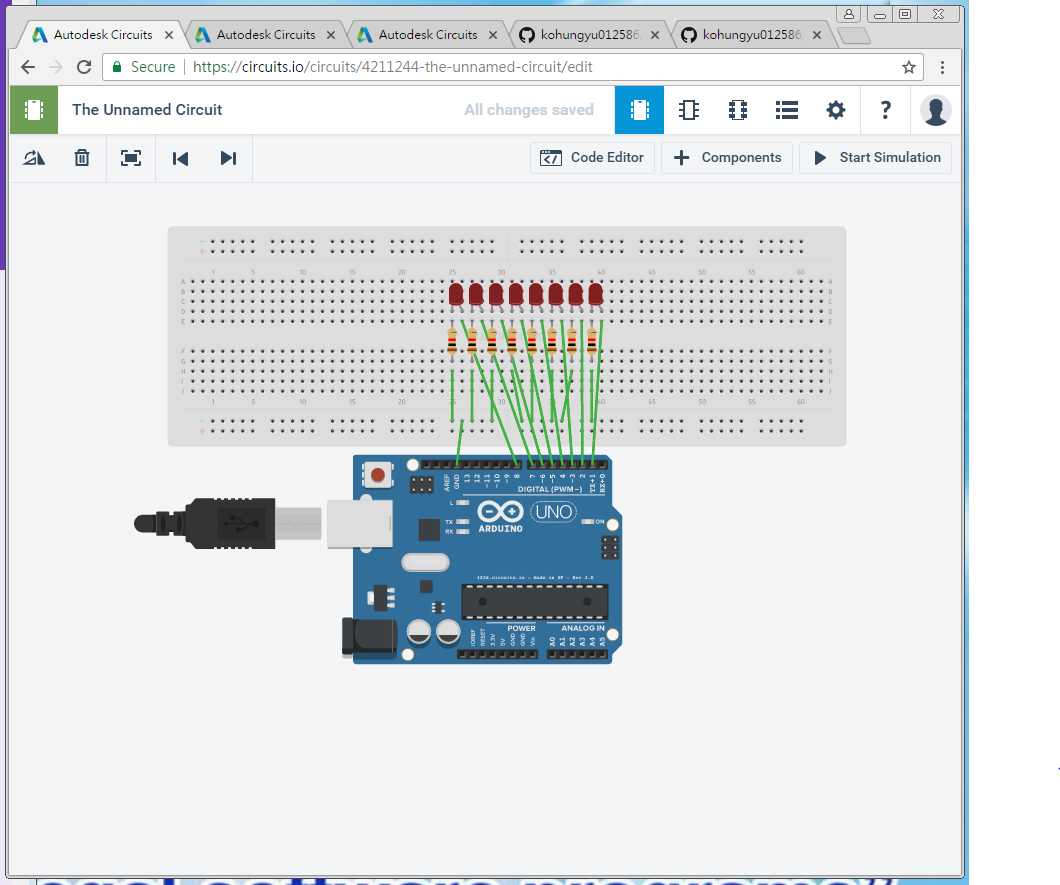 Autodesk Circuits
Autodesk Circuits
Autodesk Circuits
kohungyu012586
kohungyu012586
Secure
https://circuits.io/circuits/4211244-the-unnamed-circuit/edit
The Unnamed Circuit
All changes saved
?
Code Editor
Components
Start Simulation
1 5 10 15 20 25 30 35 40 45 50 55 60
A A
B B
C C
D D
E E
F F
G G
H H
I I
J J
1 5 10 15 20 25 30 35 40 45 50 55 60
AREF GND 13 12 ~11 ~10 ~9 8 7 ~6 ~5 4 ~3 2 TX→1 RX←0
DIGITAL (PWM~)
L
TX
RX
UNO
ON
ARDUINO
123d.circuits.io - Made in SF - Rev 2.0
POWER ANALOG IN
IOREF RESET 3.3V 5V GND GND Vin A0 A1 A2 A3 A4 A5